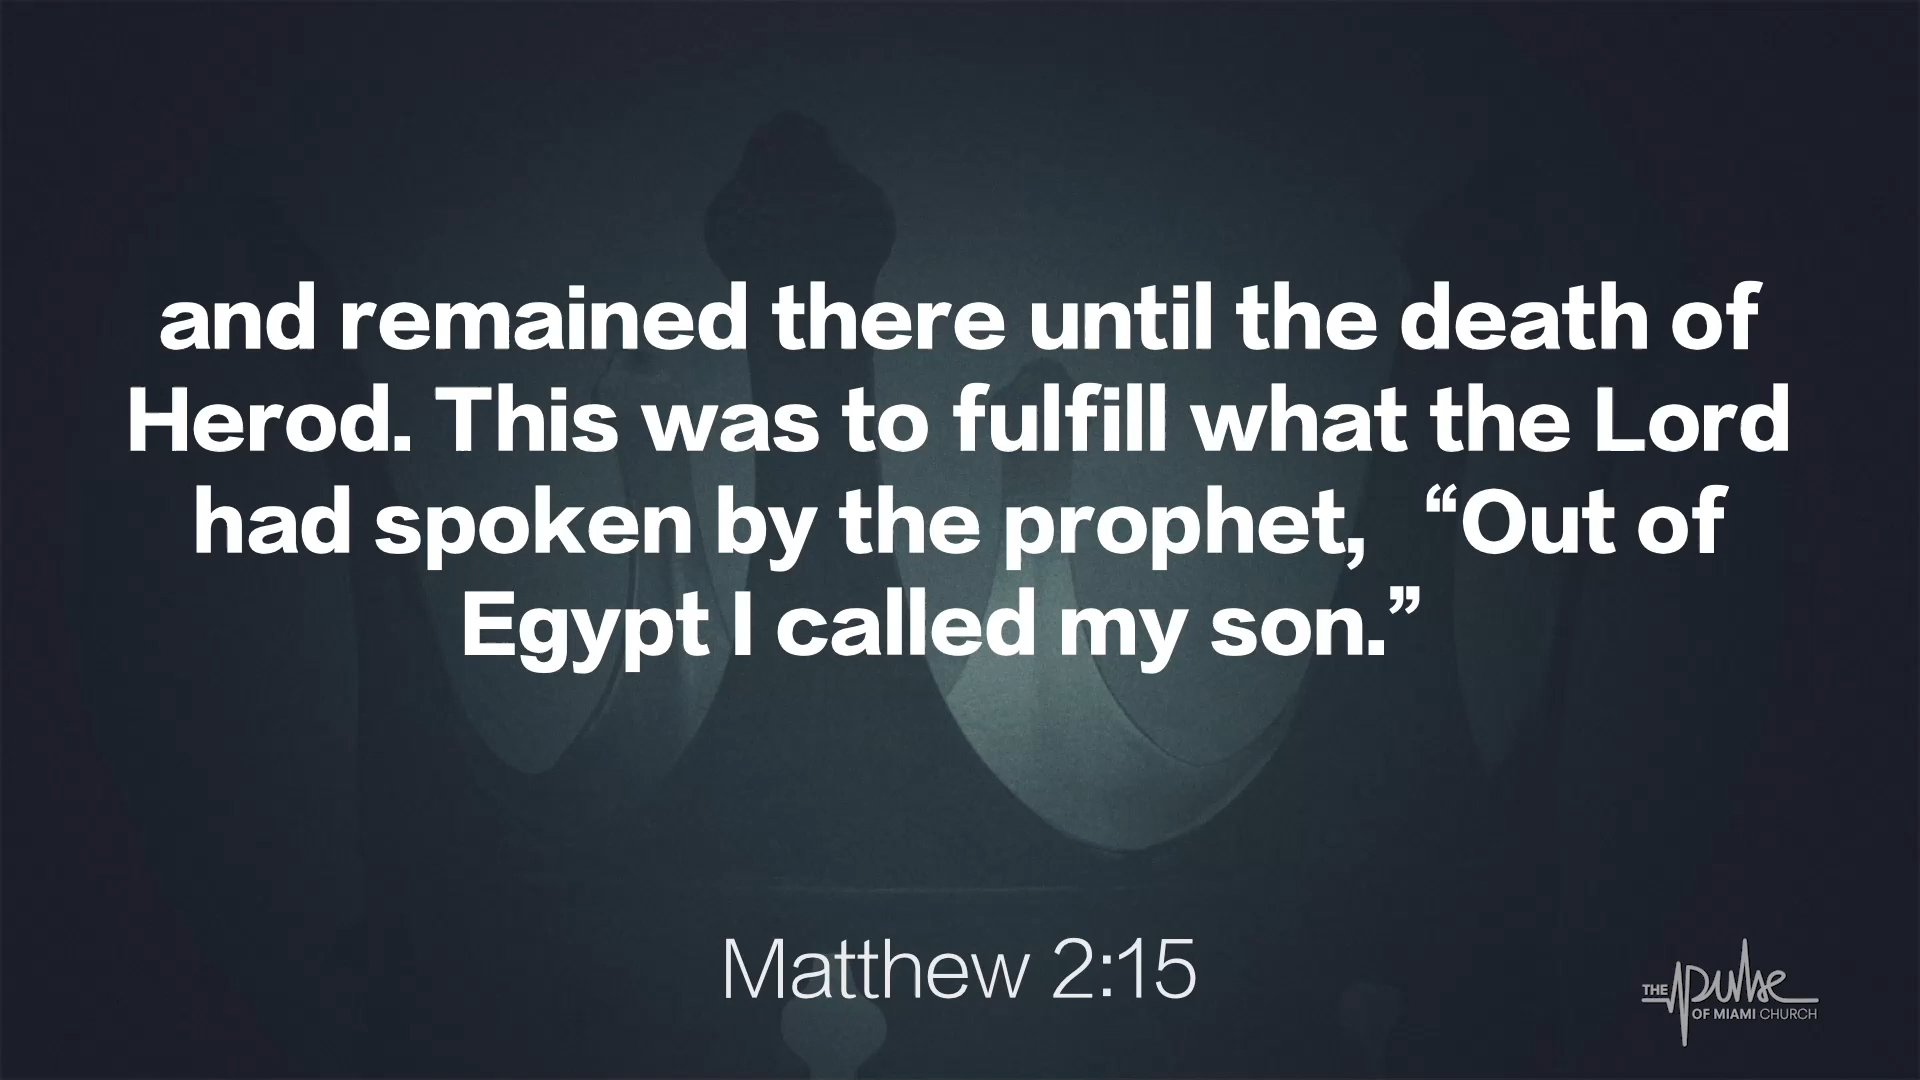 and remained there until the death of
Herod. This was to fulfill what the Lord
had spoken by the prophet, “Out of
Egypt I called my son.”
Matthew 2:15
THE pulse
OF MIAMI CHURCH